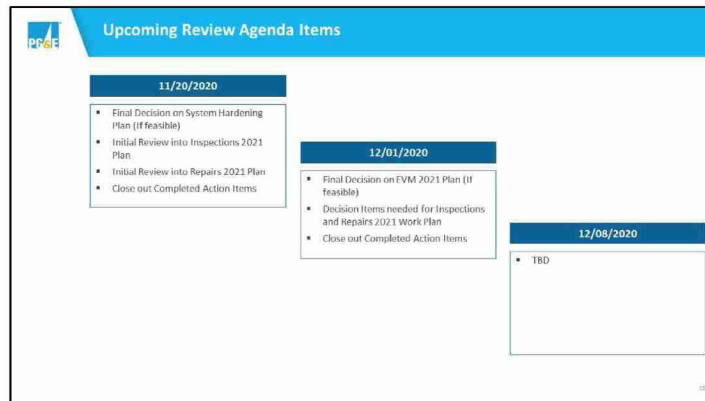 PG&E
Upcoming Review Agenda Items
11/20/2020
▪ Final Decision on System Hardening
Plan (If feasible)
▪ Initial Review into Inspections 2021
Plan
▪ Initial Review into Repairs 2021 Plan
▪ Close out Completed Action Items
12/01/2020
▪ Final Decision on EVM 2021 Plan (If
feasible)
▪ Decision Items needed for Inspections
and Repairs 2021 Work Plan
▪ Close out Completed Action Items
12/08/2020
▪ TBD